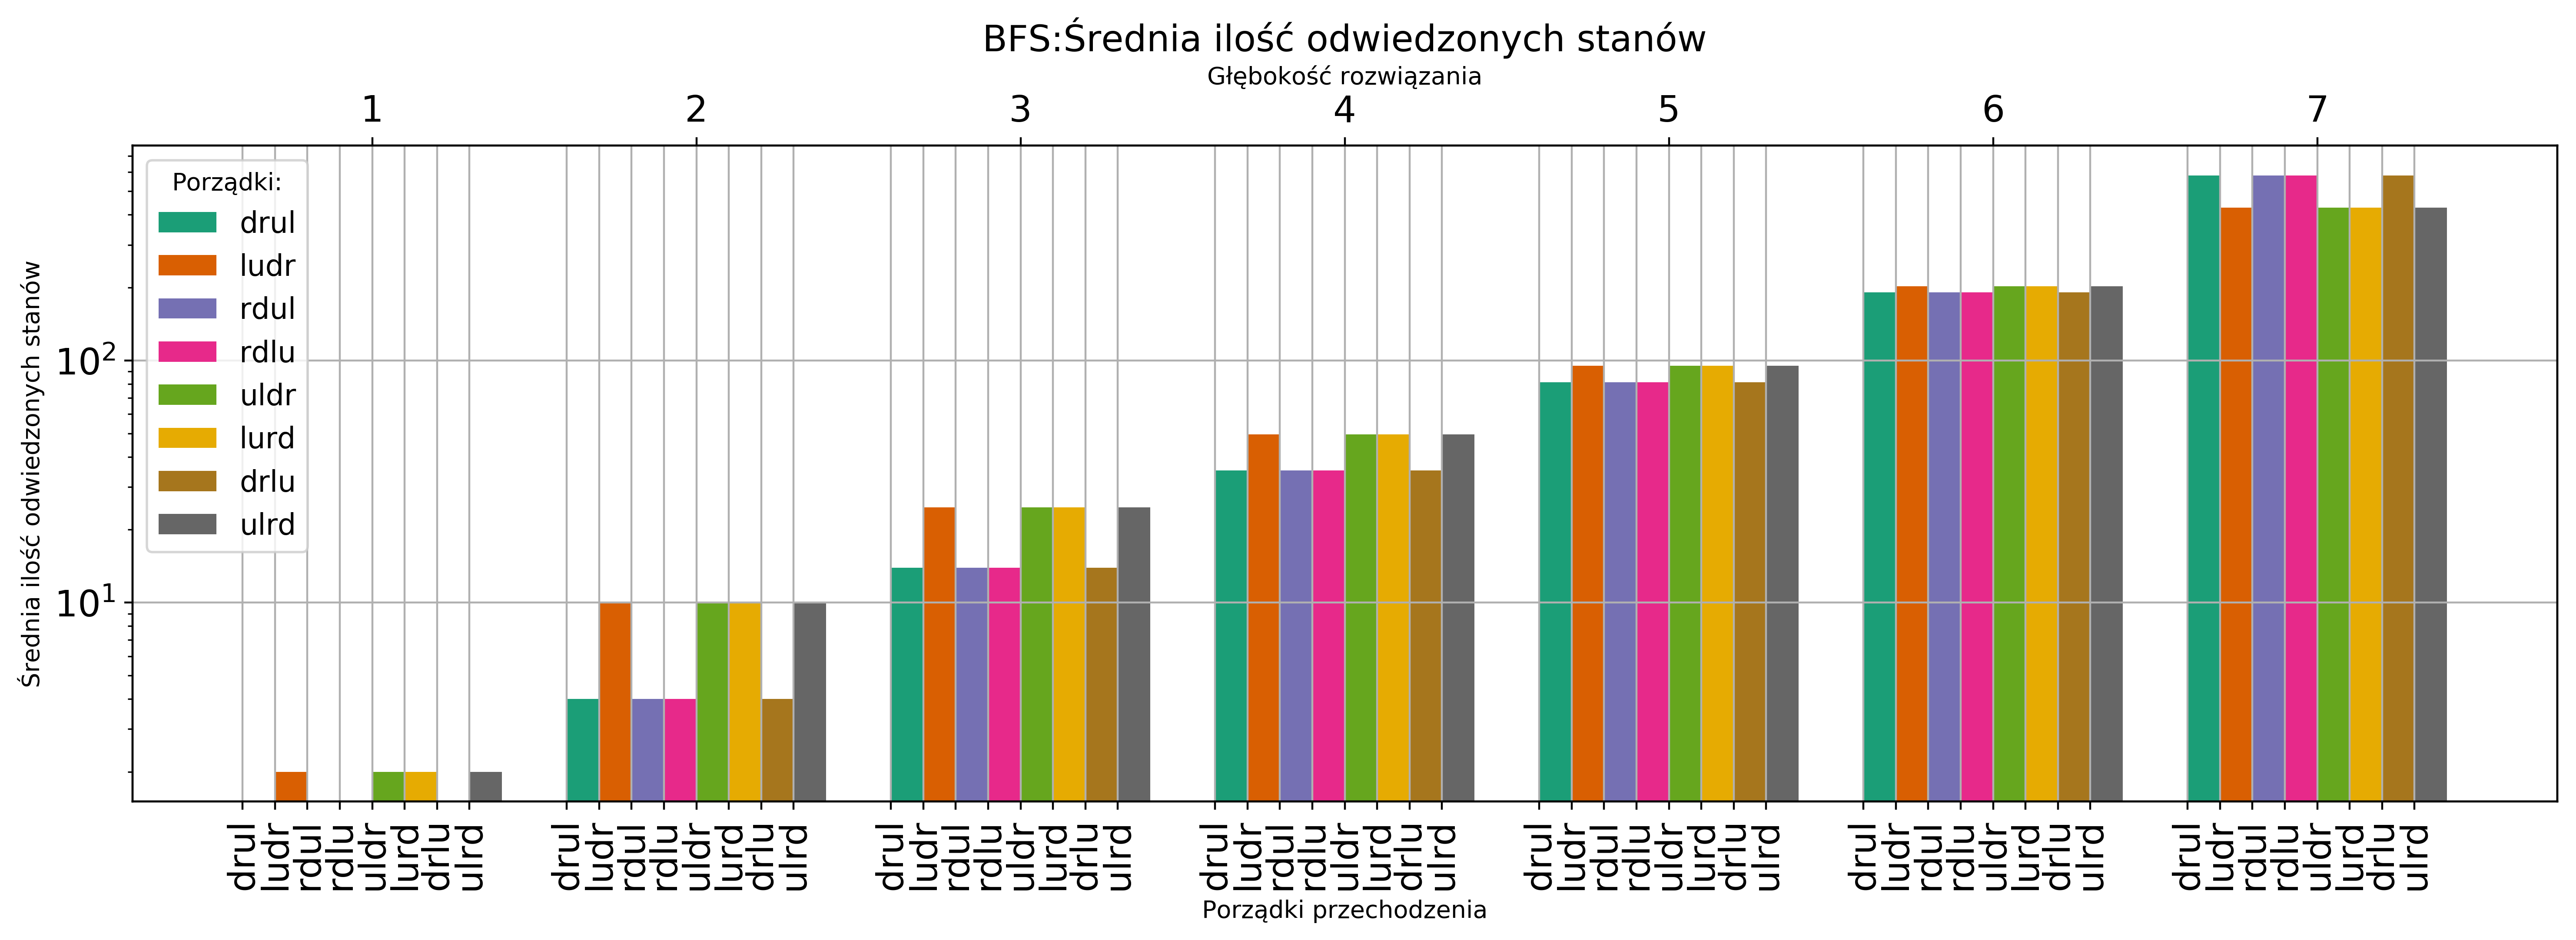 BFS:Średnia ilość odwiedzonych stanów
Głębokość rozwiązania
1 2 3 4 5 6 7
Średnia ilość odwiedzonych stanów
10²
10¹
Porządki:
drul
ludr
rdul
rdlu
uldr
lurd
drlu
ulrd
drul ludr rdul rdlu uldr lurd drlu ulrd drul ludr rdul rdlu uldr lurd drlu ulrd drul ludr rdul rdlu uldr lurd drlu ulrd drul ludr rdul rdlu uldr lurd drlu ulrd drul ludr rdul rdlu uldr lurd drlu ulrd drul ludr rdul rdlu uldr lurd drlu ulrd drul ludr rdul rdlu uldr lurd drlu ulrd
Porządki przechodzenia